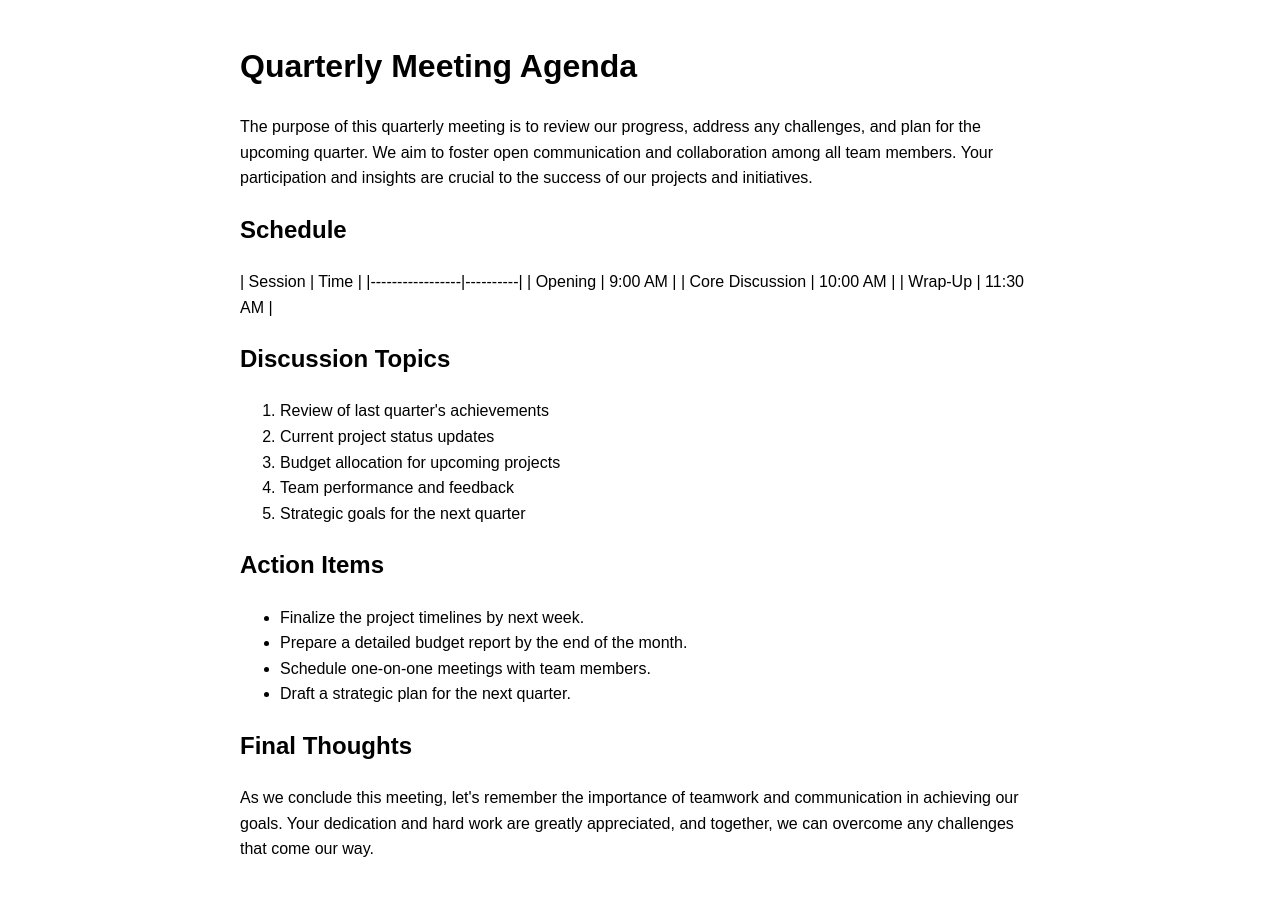 Quarterly Meeting Agenda
The purpose of this quarterly meeting is to review our progress, address any challenges, and plan for the
upcoming quarter. We aim to foster open communication and collaboration among all team members. Your
participation and insights are crucial to the success of our projects and initiatives.
Schedule
| Session | Time | |-----------------|----------| | Opening | 9:00 AM | | Core Discussion | 10:00 AM | | Wrap-Up | 11:30
AM |
Discussion Topics
1. Review of last quarter's achievements
2. Current project status updates
3. Budget allocation for upcoming projects
4. Team performance and feedback
5. Strategic goals for the next quarter
Action Items
• Finalize the project timelines by next week.
• Prepare a detailed budget report by the end of the month.
• Schedule one-on-one meetings with team members.
• Draft a strategic plan for the next quarter.
Final Thoughts
As we conclude this meeting, let's remember the importance of teamwork and communication in achieving our
goals. Your dedication and hard work are greatly appreciated, and together, we can overcome any challenges
that come our way.